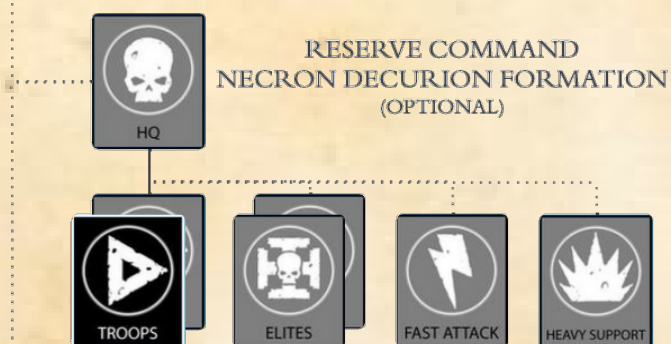 RESERVE COMMAND
NECRON DECURION FORMATION
(OPTIONAL)
HQ
TROOPS
ELITES
FAST ATTACK
HEAVY SUPPORT